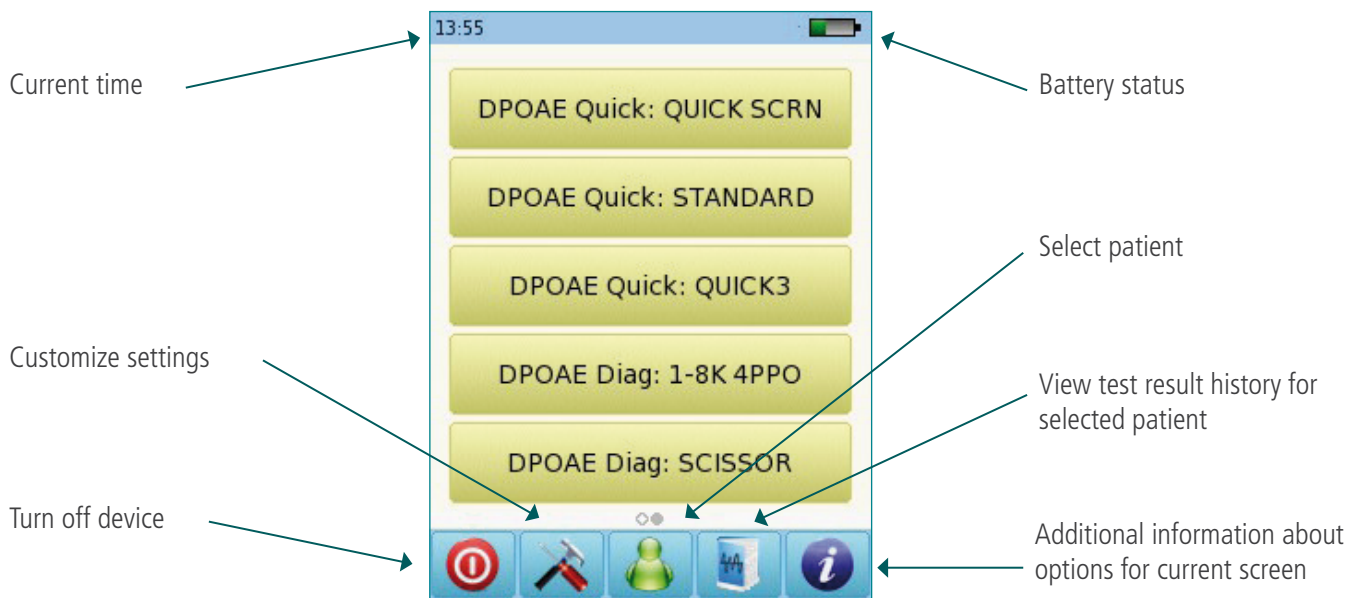 13:55
Current time
Battery status
DPOAE Quick: QUICK SCRN
DPOAE Quick: STANDARD
Select patient
DPOAE Quick: QUICK3
Customize settings
DPOAE Diag: 1-8K 4PPO
View test result history for
selected patient
DPOAE Diag: SCISSOR
Turn off device
Additional information about
options for current screen